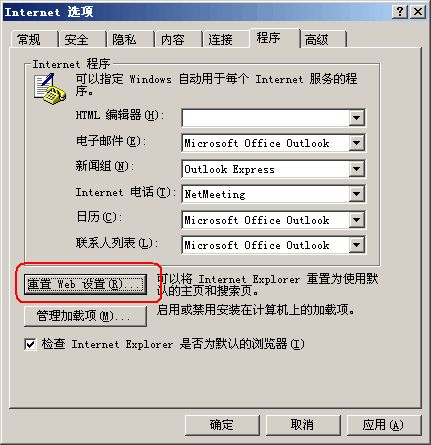 Internet 选项
常规 安全 隐私 内容 连接 程序 高级
Internet 程序
可以指定 Windows 自动用于每个 Internet 服务的程
序。
HTML 编辑器(H):
电子邮件(E): Microsoft Office Outlook
新闻组(N): Outlook Express
Internet 电话(T): NetMeeting
日历(C): Microsoft Office Outlook
联系人列表(L): Microsoft Office Outlook
重置 Web 设置(R)... 可以将 Internet Explorer 重置为使用默
认的主页和搜索页。
管理加载项(M)... 启用或禁用安装在计算机上的加载项。
检查 Internet Explorer 是否为默认的浏览器(I)
确定 取消 应用(A)